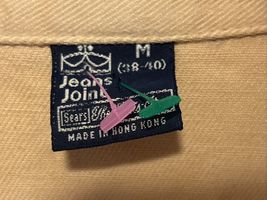 M
(38-40)
Jeans
Joint
Sears
MADE IN HONG KONG